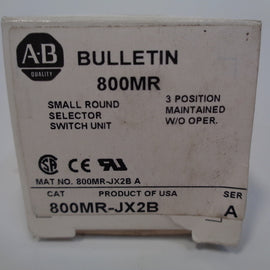 A-B
QUALITY
BULLETIN
800MR
SMALL ROUND
SELECTOR
SWITCH UNIT
3 POSITION
MAINTAINED
W/O OPER.
MAT NO. 800MR-JX2B A
CAT PRODUCT OF USA SER
800MR-JX2B A